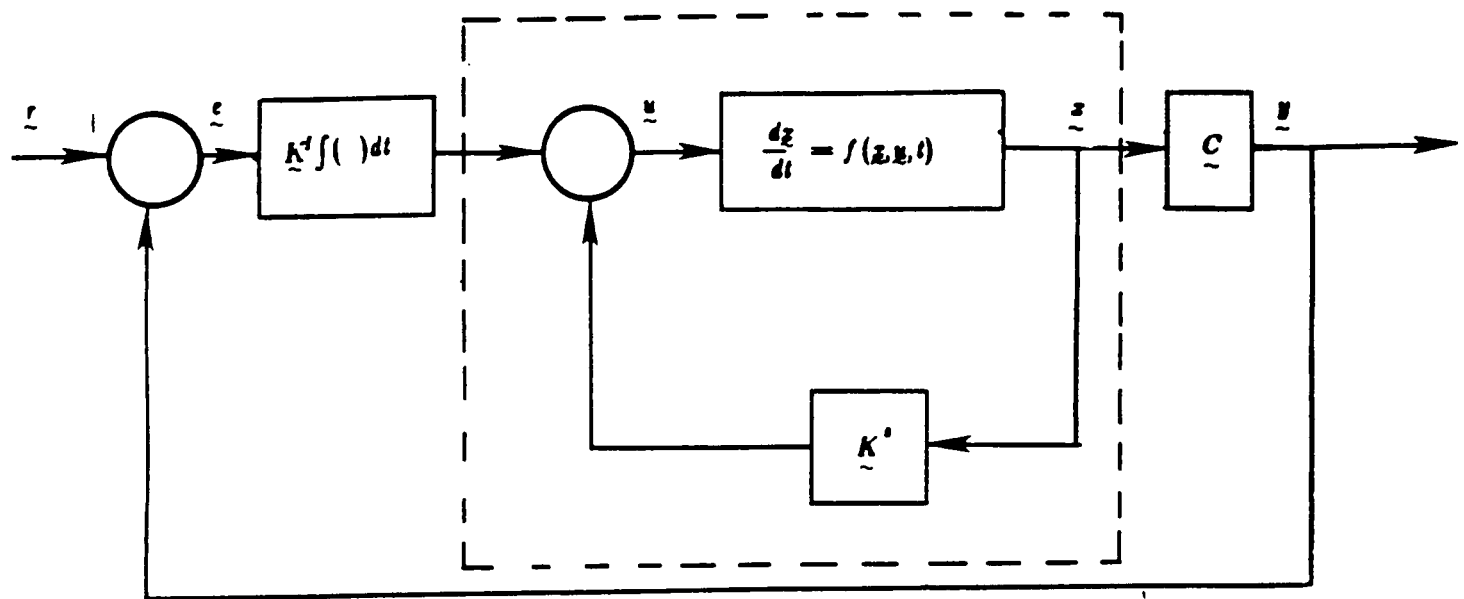 r
e
K ∫( ) dt
u
dz/dt = f(z,u,t)
z
C
y
K